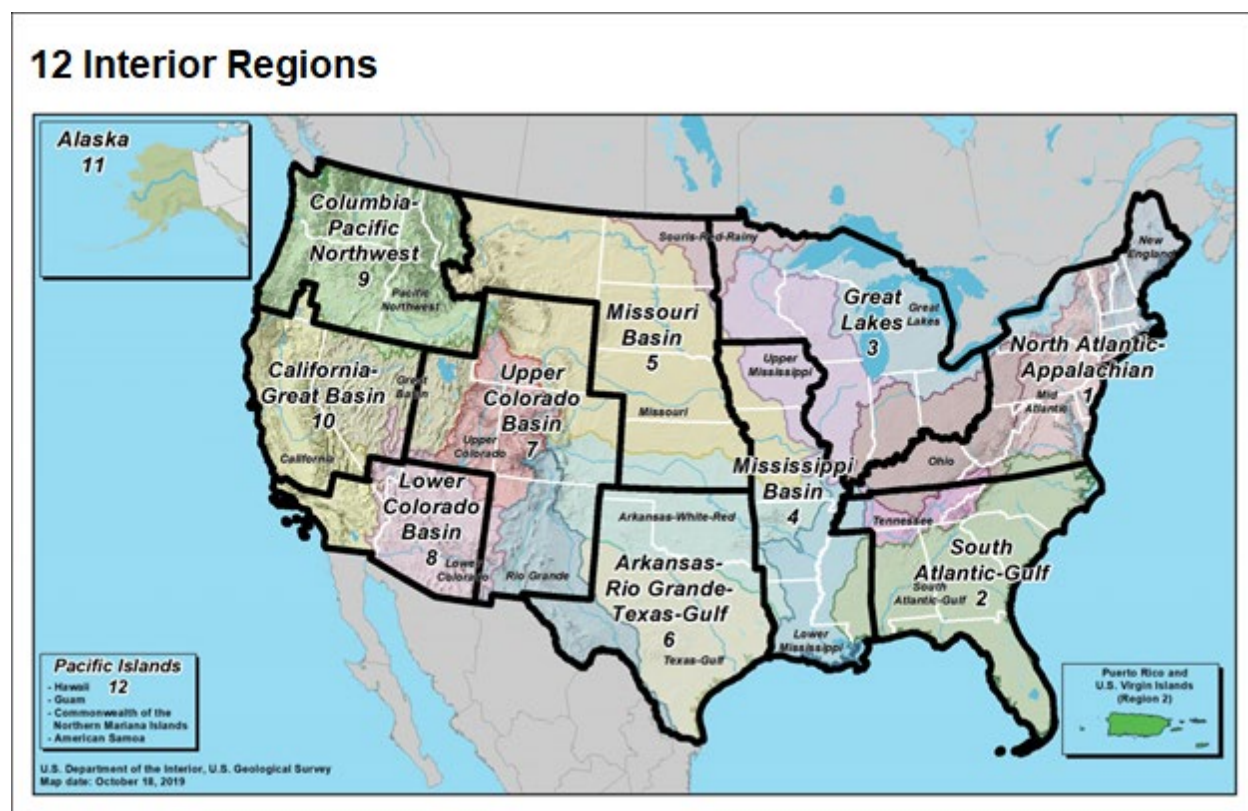 12 Interior Regions
Alaska
11
Columbia-
Pacific
Northwest
9
Pacific
Northwest
Souris-Red-Rainy
Missouri
Basin
5
Missouri
Great
Lakes
3
Great
Lakes
New
England
North Atlantic-
Appalachian
1
Mid
Atlantic
California-
Great Basin
10
California
Great
Basin
Upper
Colorado
Basin
7
Upper
Colorado
Upper
Mississippi
Ohio
Mississippi
Basin
4
Lower
Colorado
Basin
8
Lower
Colorado
Rio Grande
Arkansas-White-Red
Arkansas-
Rio Grande-
Texas-Gulf
6
Texas-Gulf
Tennessee
South
Atlantic-Gulf
2
South
Atlantic-Gulf
Lower
Mississippi
Pacific Islands
12
- Hawaii
- Guam
- Commonwealth of the
Northern Mariana Islands
- American Samoa
Puerto Rico and
U.S. Virgin Islands
(Region 2)
U.S. Department of the Interior, U.S. Geological Survey
Map date: October 18, 2019